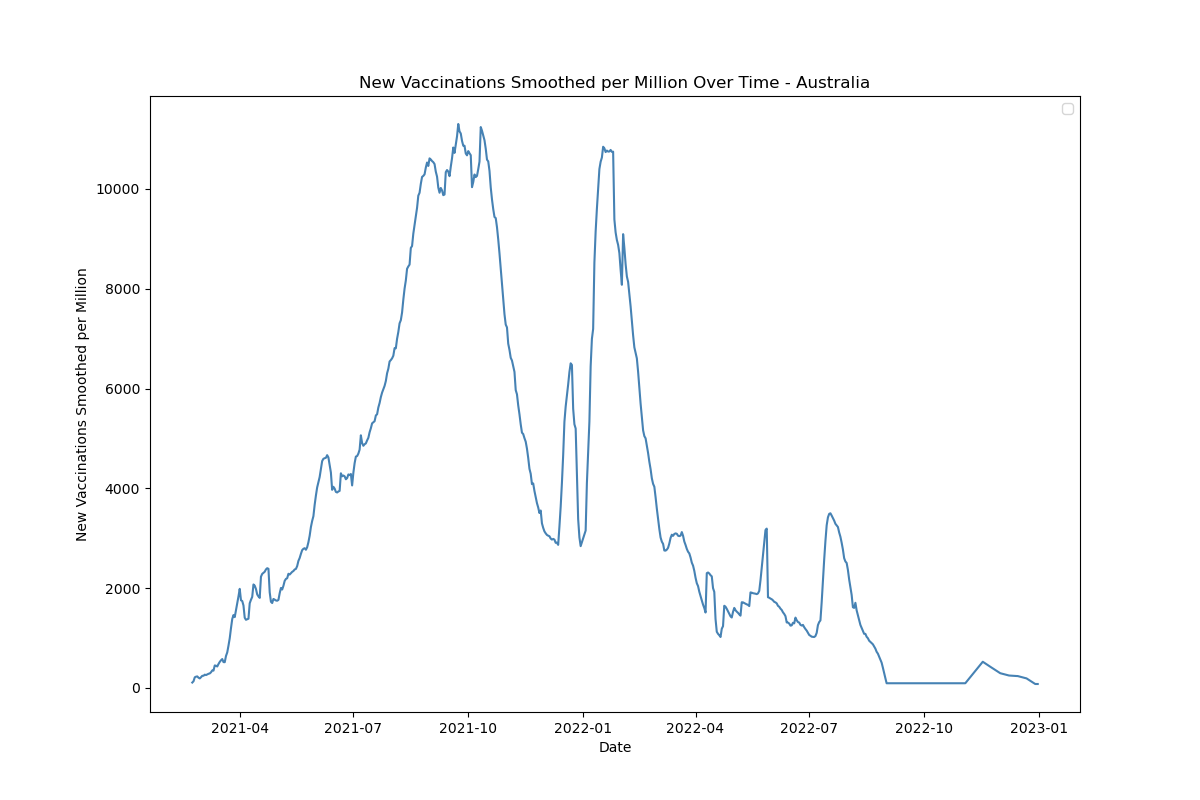 New Vaccinations Smoothed per Million Over Time - Australia
New Vaccinations Smoothed per Million
10000
8000
6000
4000
2000
0
2021-04 2021-07 2021-10 2022-01 2022-04 2022-07 2022-10 2023-01
Date